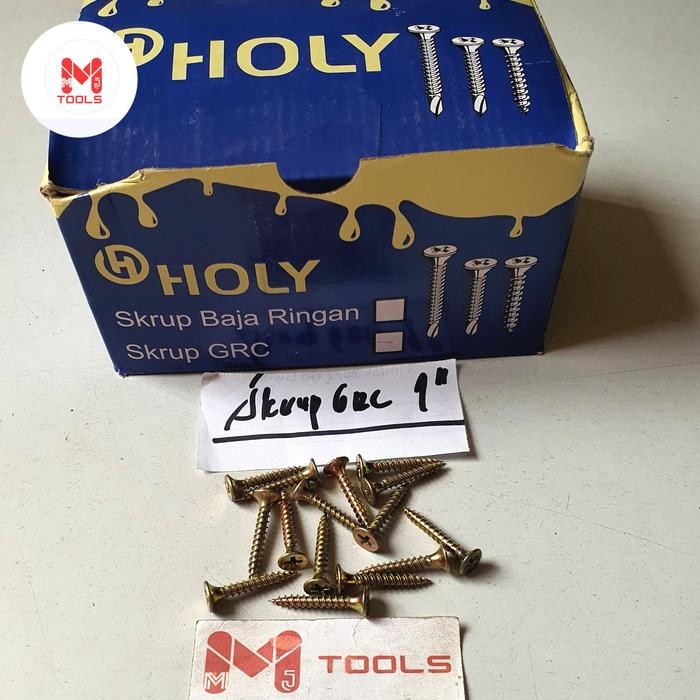 HOLY
M
M J
TOOLS
HOLY
Skrup Baja Ringan
Skrup GRC
Skrup GRC 1"
M J TOOLS